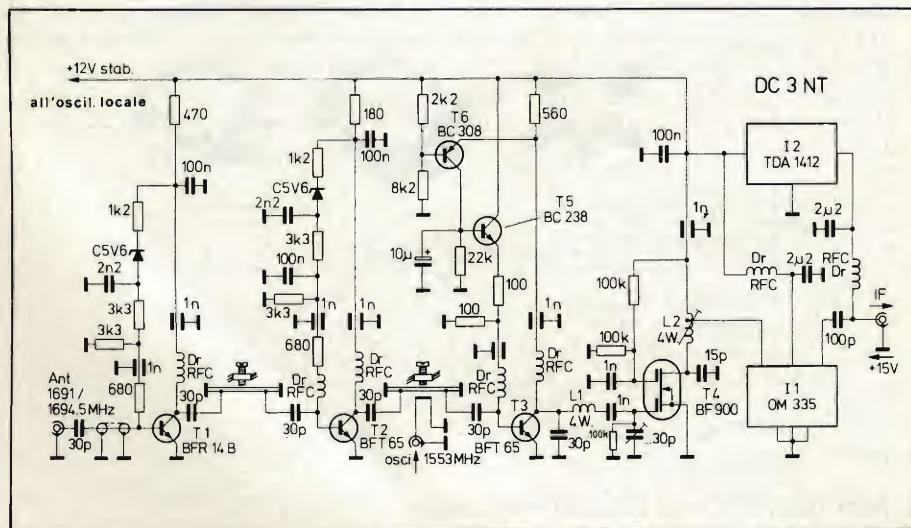 +12V stab.
all'oscil. locale
DC 3 NT
470
100n
1k2
C5V6
2n2
3k3
3k3
1n
680
1n
Dr
RFC
30p
Ant
1691/
1694.5MHz
30p
T1
BFR 14 B
180
100n
1k2
C5V6
2n2
3k3
100n
3k3
1n
680
1n
Dr
RFC
Dr
RFC
30p
30p
T2
BFT 65
osci
1553MHz
2k2
T6
BC 308
8k2
T5
BC 238
10µ
+
22k
100
100
560
1n
Dr
RFC
Dr
RFC
30p
T3
BFT 65
30p
L1
4W.
1n
1n
100k
100k
100k
...30p
T4
BF900
15p
L2
4W.
1n
100n
I2
TDA 1412
2µ2
2µ2
Dr
RFC
RFC
Dr
100p
IF
+15V
I1
OM 335